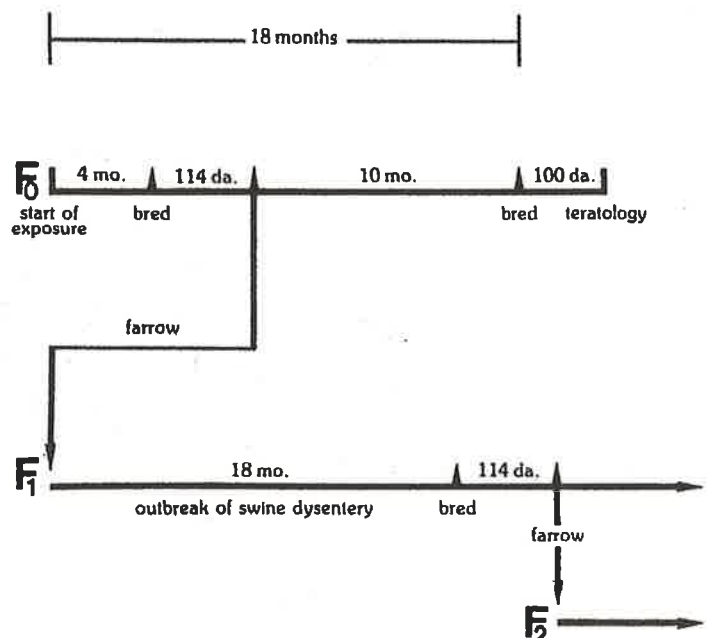 18 months
F0 4 mo. 114 da. 10 mo. 100 da.
start of exposure bred bred teratology
farrow
F1 18 mo. 114 da.
outbreak of swine dysentery bred
farrow
F2